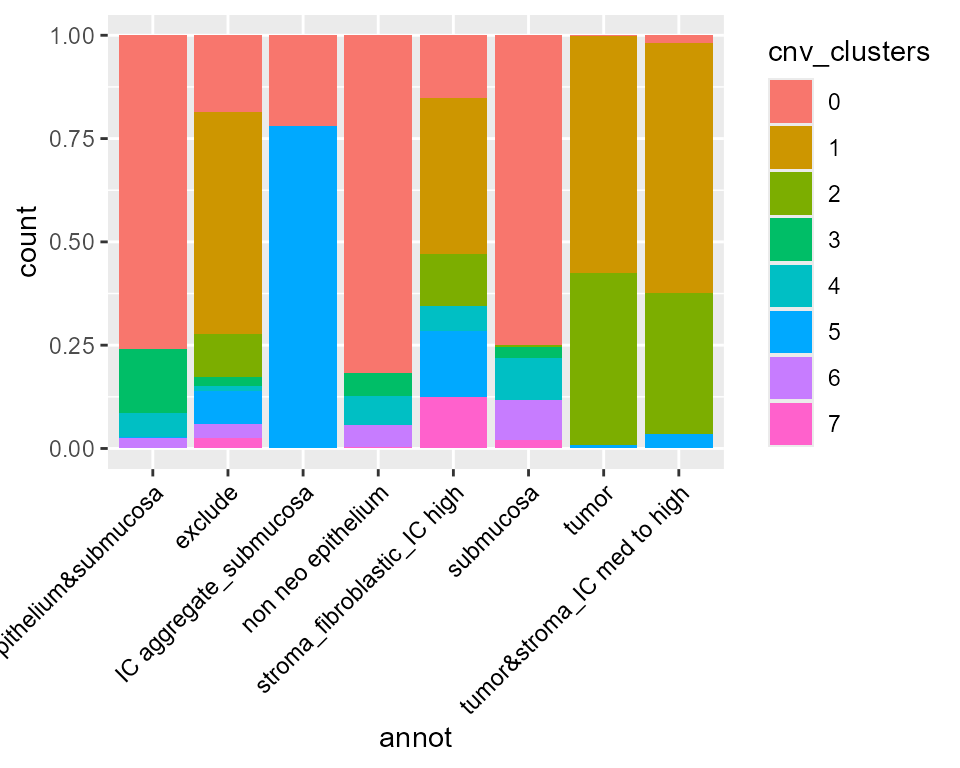 1.00
0.75
0.50
0.25
0.00
count
pithelium&submucosa
exclude
IC aggregate_submucosa
non neo epithelium
stroma_fibroblastic_IC high
submucosa
tumor
tumor&stroma_IC med to high
annot
cnv_clusters
0
1
2
3
4
5
6
7